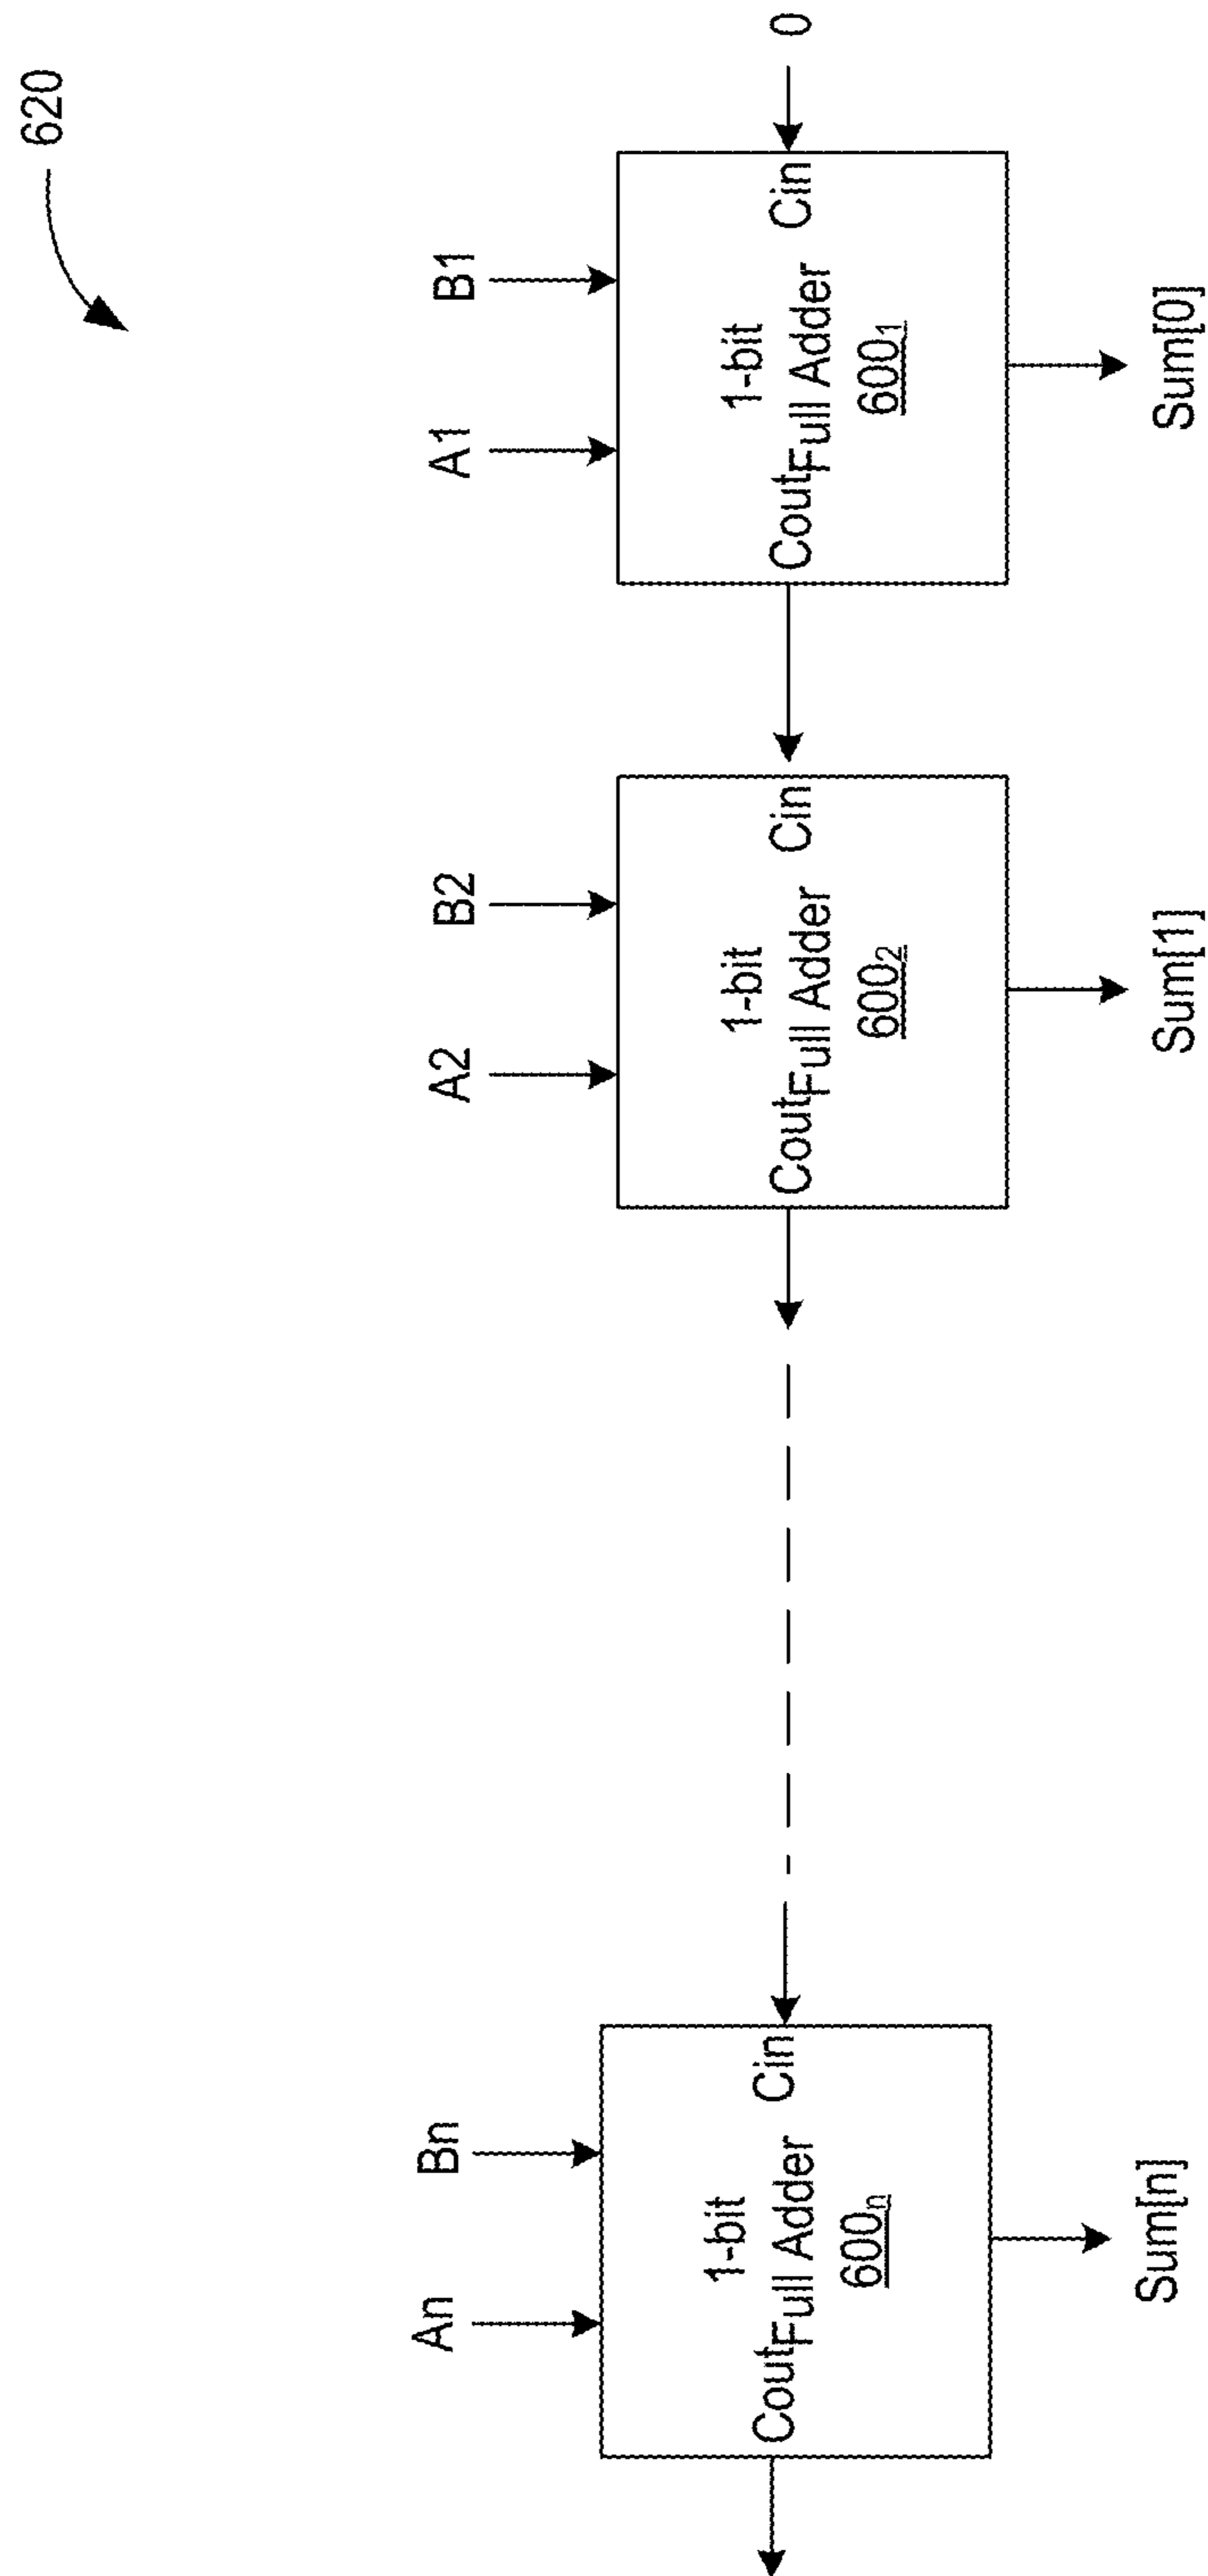 620
An
Bn
A2
B2
A1
B1
1-bit
Cout Full Adder Cin
600n
1-bit
Cout Full Adder Cin
6002
1-bit
Cout Full Adder Cin
6001
0
Sum[n]
Sum[1]
Sum[0]